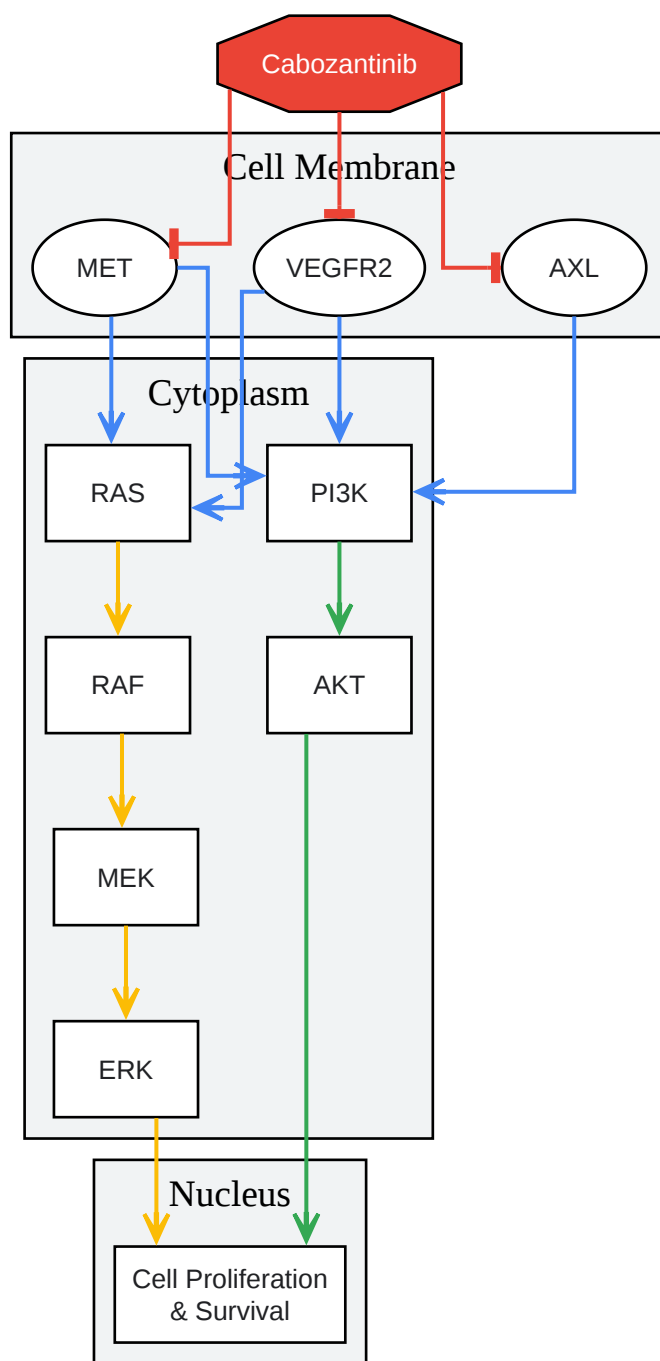 Cabozantinib
Cell Membrane
MET
VEGFR2
AXL
Cytoplasm
RAS
PI3K
RAF
AKT
MEK
ERK
Nucleus
Cell Proliferation
& Survival